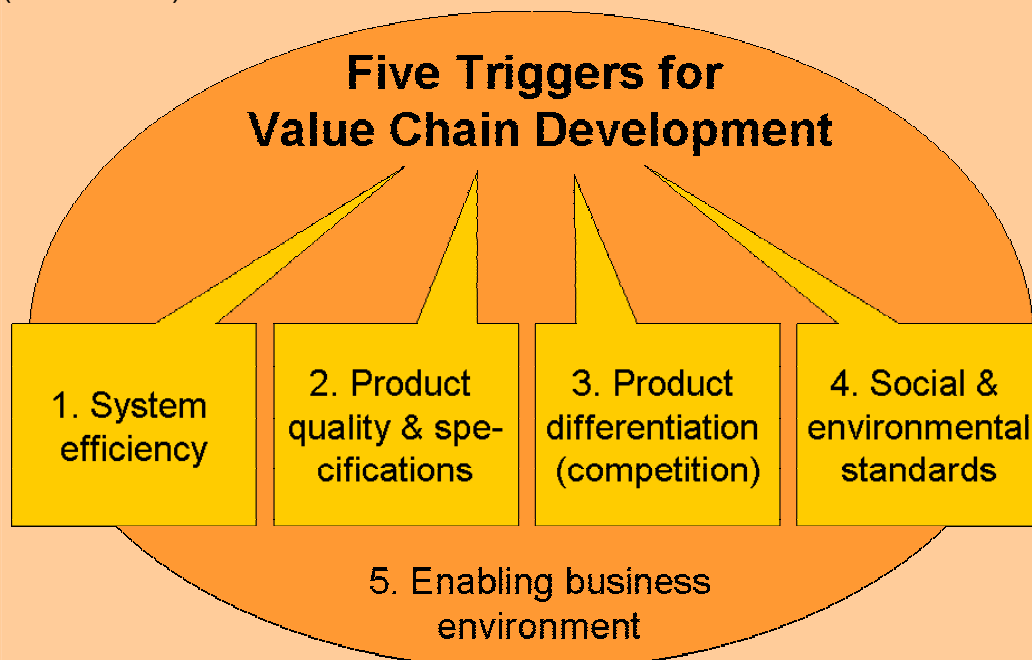 Five Triggers for
Value Chain Development
1. System
efficiency
2. Product
quality & spe-
cifications
3. Product
differentiation
(competition)
4. Social &
environmental
standards
5. Enabling business
environment